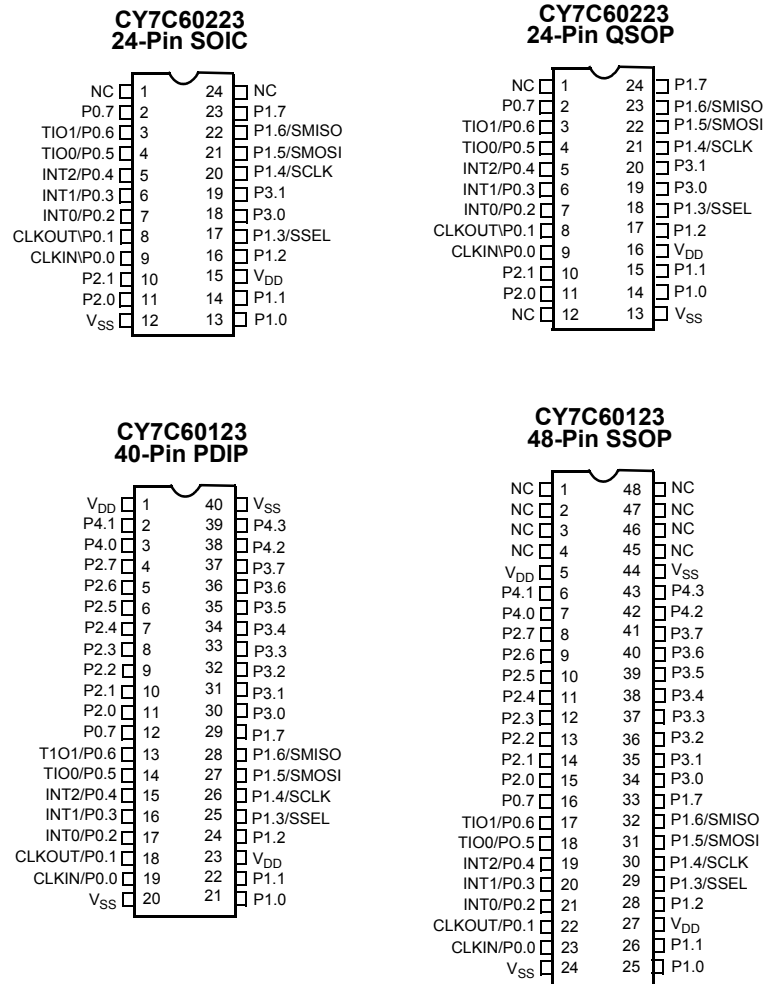 CY7C60223
24-Pin SOIC
NC 1 24 NC
P0.7 2 23 P1.7
TIO1/P0.6 3 22 P1.6/SMISO
TIO0/P0.5 4 21 P1.5/SMOSI
INT2/P0.4 5 20 P1.4/SCLK
INT1/P0.3 6 19 P3.1
INT0/P0.2 7 18 P3.0
CLKOUT\P0.1 8 17 P1.3/SSEL
CLKIN\P0.0 9 16 P1.2
P2.1 10 15 VDD
P2.0 11 14 P1.1
VSS 12 13 P1.0
CY7C60223
24-Pin QSOP
NC 1 24 P1.7
P0.7 2 23 P1.6/SMISO
TIO1/P0.6 3 22 P1.5/SMOSI
TIO0/P0.5 4 21 P1.4/SCLK
INT2/P0.4 5 20 P3.1
INT1/P0.3 6 19 P3.0
INT0/P0.2 7 18 P1.3/SSEL
CLKOUT\P0.1 8 17 P1.2
CLKIN\P0.0 9 16 VDD
P2.1 10 15 P1.1
P2.0 11 14 P1.0
NC 12 13 VSS
CY7C60123
40-Pin PDIP
VDD 1 40 VSS
P4.1 2 39 P4.3
P4.0 3 38 P4.2
P2.7 4 37 P3.7
P2.6 5 36 P3.6
P2.5 6 35 P3.5
P2.4 7 34 P3.4
P2.3 8 33 P3.3
P2.2 9 32 P3.2
P2.1 10 31 P3.1
P2.0 11 30 P3.0
P0.7 12 29 P1.7
T1O1/P0.6 13 28 P1.6/SMISO
TIO0/P0.5 14 27 P1.5/SMOSI
INT2/P0.4 15 26 P1.4/SCLK
INT1/P0.3 16 25 P1.3/SSEL
INT0/P0.2 17 24 P1.2
CLKOUT/P0.1 18 23 VDD
CLKIN/P0.0 19 22 P1.1
VSS 20 21 P1.0
CY7C60123
48-Pin SSOP
NC 1 48 NC
NC 2 47 NC
NC 3 46 NC
NC 4 45 NC
VDD 5 44 VSS
P4.1 6 43 P4.3
P4.0 7 42 P4.2
P2.7 8 41 P3.7
P2.6 9 40 P3.6
P2.5 10 39 P3.5
P2.4 11 38 P3.4
P2.3 12 37 P3.3
P2.2 13 36 P3.2
P2.1 14 35 P3.1
P2.0 15 34 P3.0
P0.7 16 33 P1.7
TIO1/P0.6 17 32 P1.6/SMISO
TIO0/PO.5 18 31 P1.5/SMOSI
INT2/P0.4 19 30 P1.4/SCLK
INT1/P0.3 20 29 P1.3/SSEL
INT0/P0.2 21 28 P1.2
CLKOUT/P0.1 22 27 VDD
CLKIN/P0.0 23 26 P1.1
VSS 24 25 P1.0